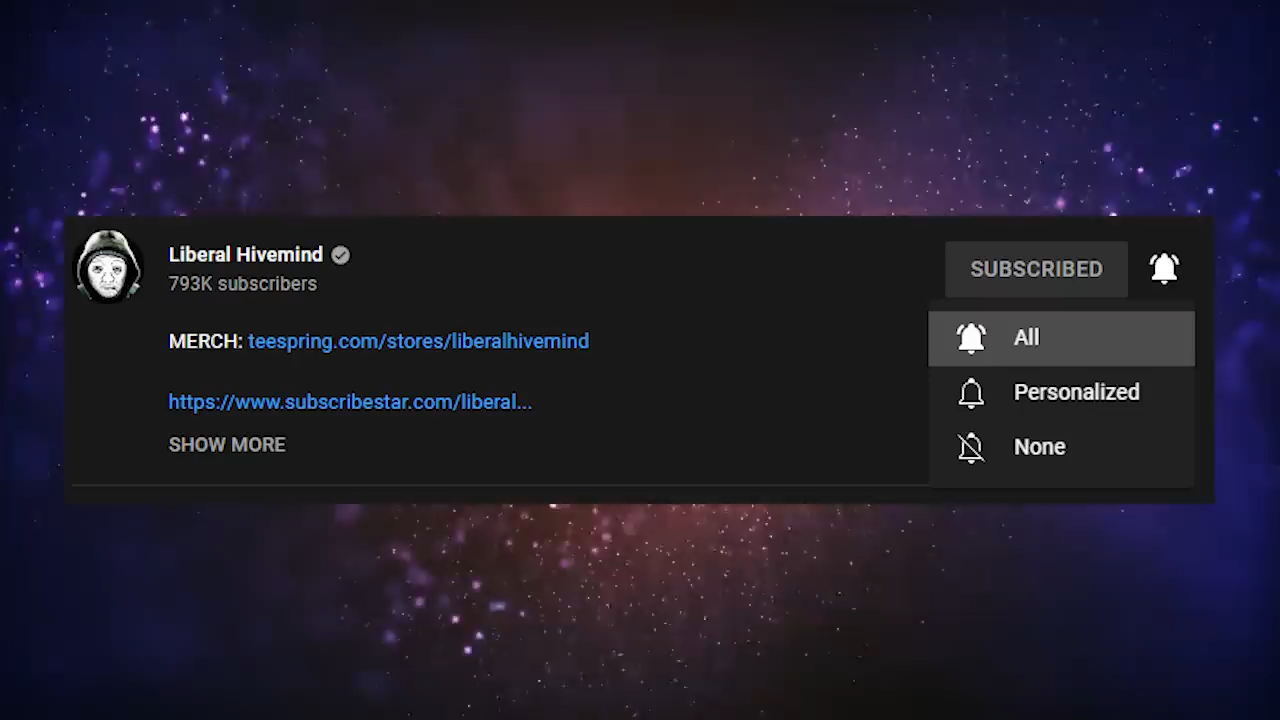 Liberal Hivemind
793K subscribers
SUBSCRIBED
MERCH: teespring.com/stores/liberalhivemind
https://www.subscribestar.com/liberal...
SHOW MORE
All
Personalized
None